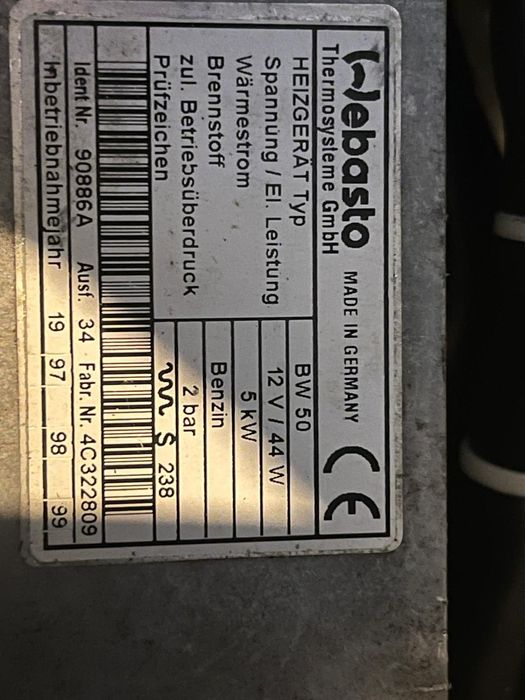 Webasto MADE IN GERMANY CE
Thermosysteme GmbH
HEIZGERÄT Typ BW 50
Spannung / El. Leistung 12 V / 44 W
Wärmestrom 5 kW
Brennstoff Benzin
zul. Betriebsüberdruck 2 bar
Prüfzeichen S 238
Ident Nr. 90886A Ausf. 34 Fabr. Nr. 4C322809
Inbetriebnahmejahr 19 97 98 99